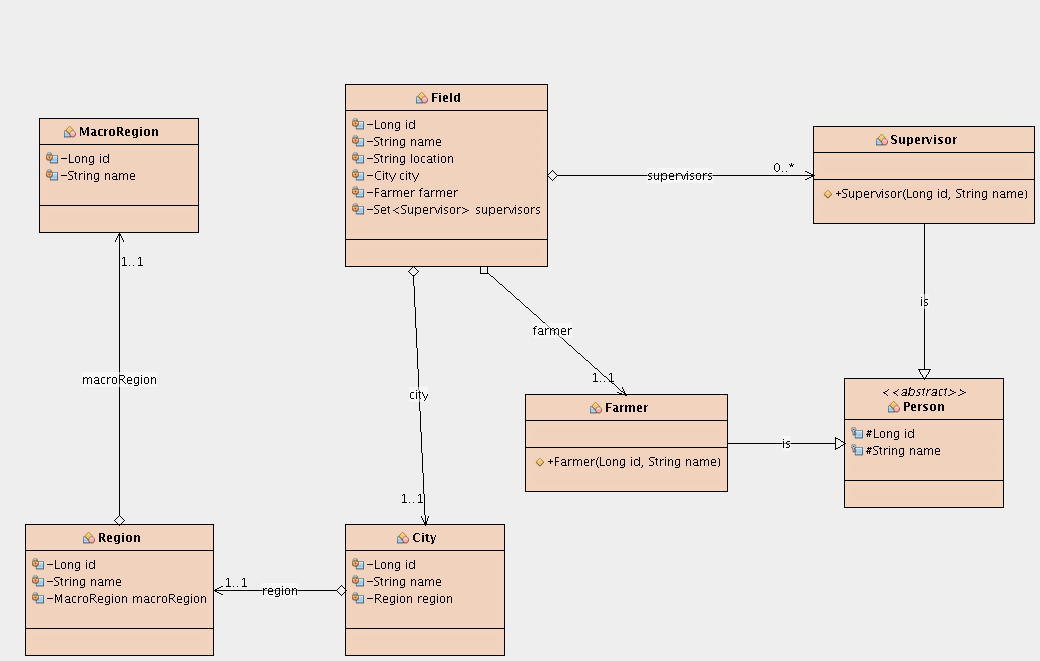 Field
-Long id
-String name
-String location
-City city
-Farmer farmer
-Set<Supervisor> supervisors
MacroRegion
-Long id
-String name
Supervisor
+Supervisor(Long id, String name)
0..*
supervisors
1..1
macroRegion
is
farmer
1..1
city
1..1
Farmer
+Farmer(Long id, String name)
is
<<abstract>>
Person
#Long id
#String name
Region
-Long id
-String name
-MacroRegion macroRegion
1..1
region
City
-Long id
-String name
-Region region